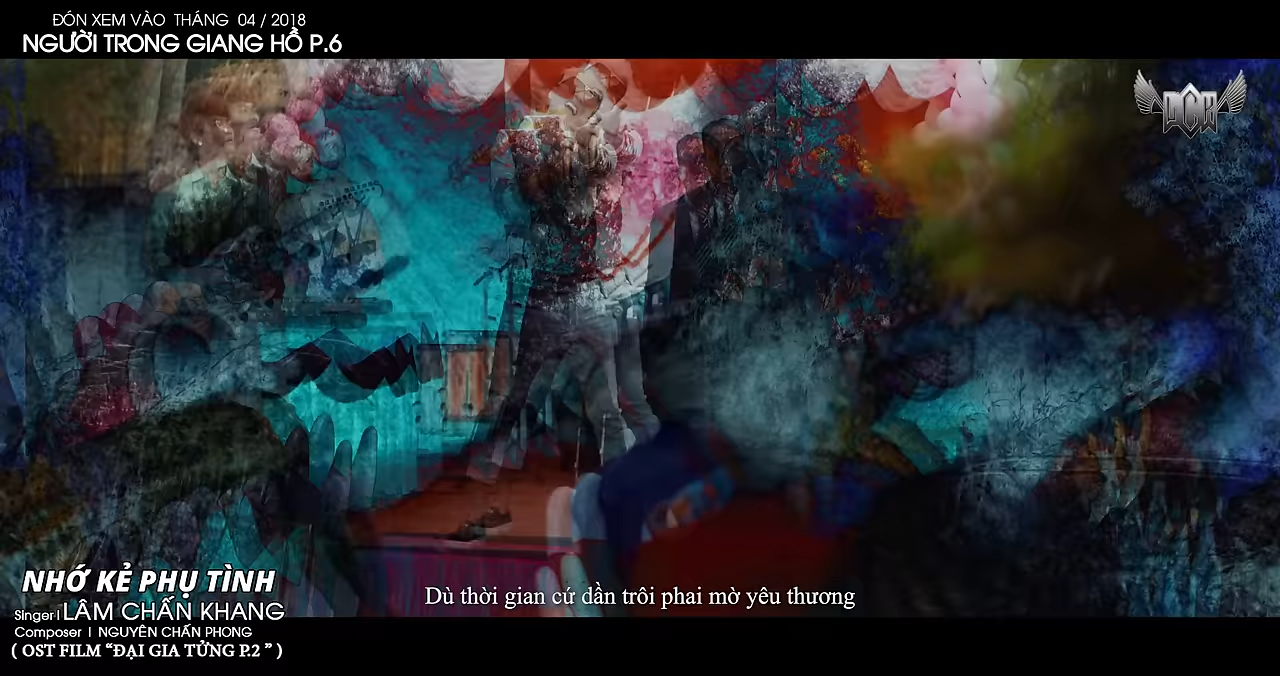 ĐÓN XEM VÀO THÁNG 04 / 2018
NGƯỜI TRONG GIANG HỒ P.6
NHỚ KẺ PHỤ TÌNH
Singer | LÂM CHẤN KHANG
Composer | NGUYÊN CHẤN PHONG
( OST FILM “ĐẠI GIA TỬNG P.2 ” )
Dù thời gian cứ dần trôi phai mờ yêu thương